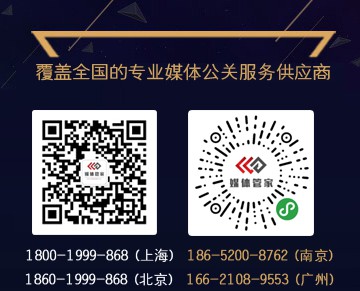 覆盖全国的专业媒体公关服务供应商
媒体管家
媒体管家
1800-1999-868 (上海) 186-5200-8762 (南京)
1860-1999-868 (北京) 166-2108-9553 (广州)